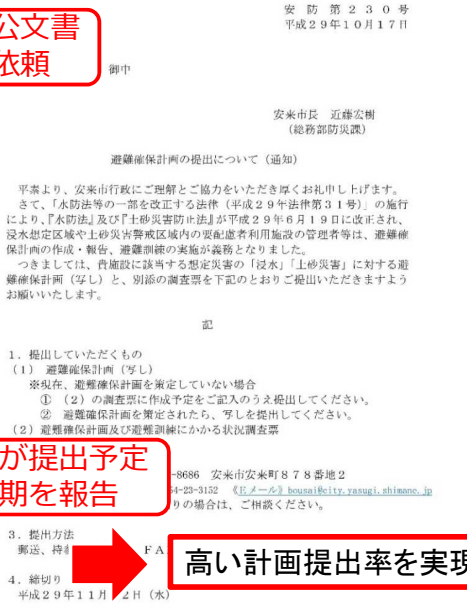 安防第２３０号
平成２９年１０月１７日
公文書
依頼
御中
安来市長　近藤宏樹
（総務部防災課）
避難確保計画の提出について（通知）
平素より、安来市行政にご理解とご協力をいただき厚くお礼申し上げます。
さて、「水防法等の一部を改正する法律（平成２９年法律第３１号）」の施行
により、『水防法』及び『土砂災害防止法』が平成２９年６月１９日に改正され、
浸水想定区域や土砂災害警戒区域内の要配慮者利用施設の管理者等は、避難確
保計画の作成・報告、避難訓練の実施が義務となりました。
つきましては、貴施設に該当する想定災害の「浸水」「土砂災害」に対する避
難確保計画（写し）と、別添の調査票を下記のとおりご提出いただきますよう
お願いいたします。
記
１．提出していただくもの
（１）　避難確保計画（写し）
※現在、避難確保計画を策定していない場合
①　（２）の調査票に作成予定をご記入のうえ提出してください。
②　避難確保計画を策定されたら、写しを提出してください。
（２）避難確保計画及び避難訓練にかかる状況調査票
が提出予定
期を報告
-8686　安来市安来町８７８番地２
54-23-3152　《Eメール》bousai@city.yasugi.shimane.jp
りの場合は、ご相談ください。
３．提出方法
郵送、持　ＦＡ
高い計画提出率を実現
４．締切り
平成２９年１１月　２日（水）